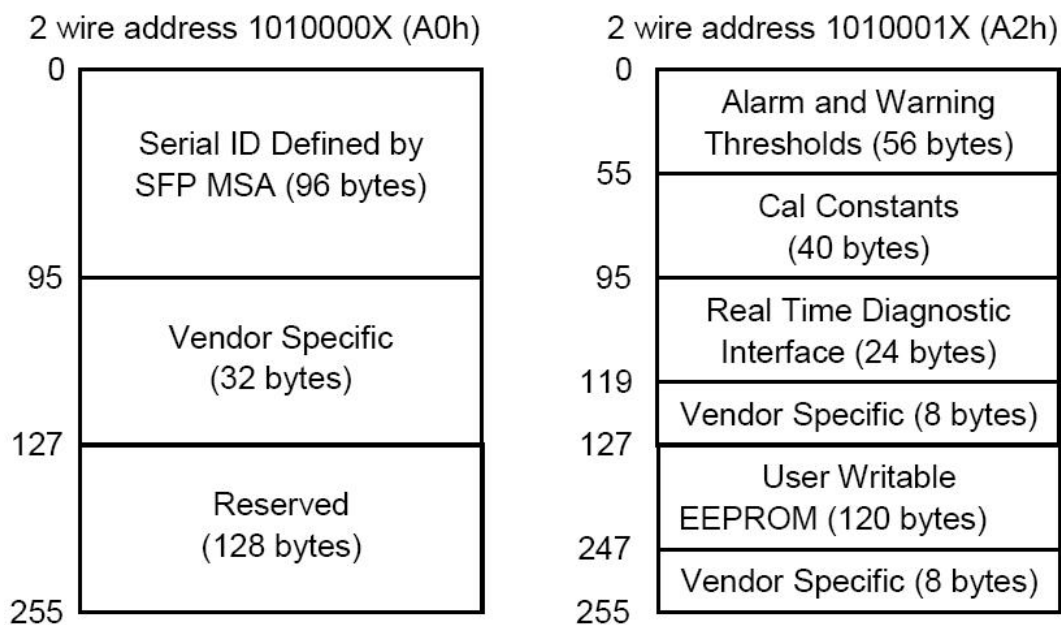 2 wire address 1010000X (A0h)
0
Serial ID Defined by
SFP MSA (96 bytes)
95
Vendor Specific
(32 bytes)
127
Reserved
(128 bytes)
255
2 wire address 1010001X (A2h)
0
Alarm and Warning
Thresholds (56 bytes)
55
Cal Constants
(40 bytes)
95
Real Time Diagnostic
Interface (24 bytes)
119
Vendor Specific (8 bytes)
127
User Writable
EEPROM (120 bytes)
247
Vendor Specific (8 bytes)
255